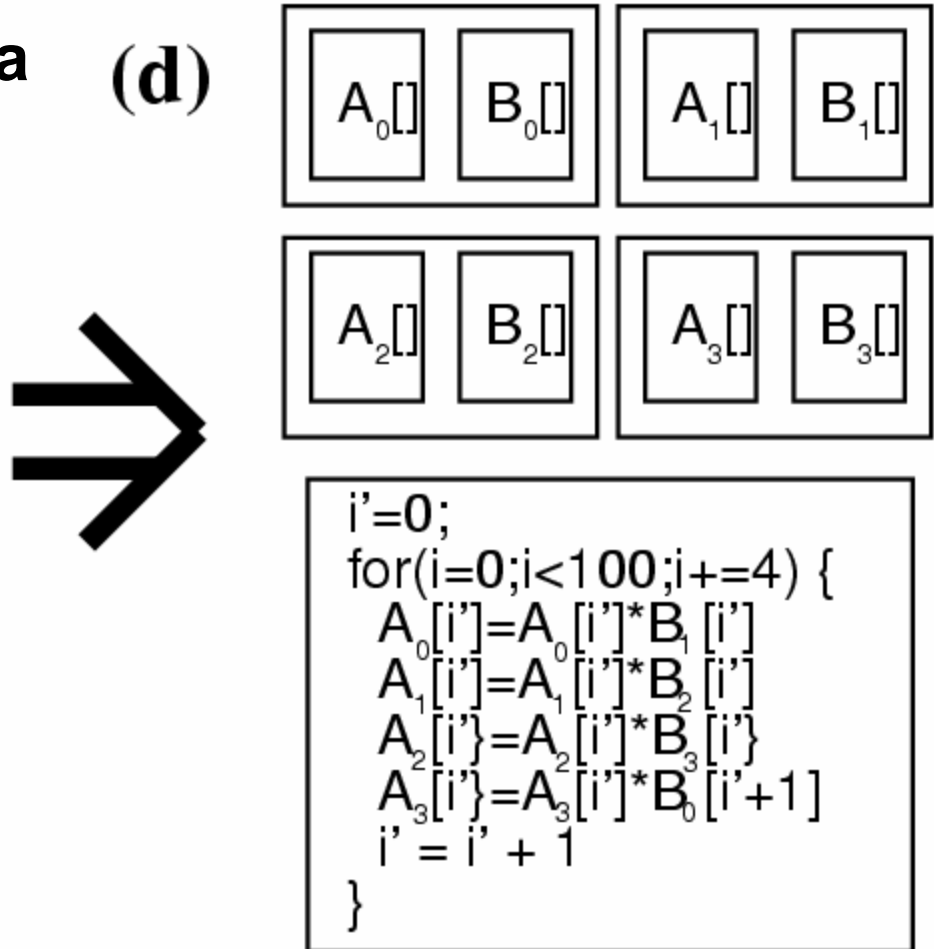 a (d)
A₀[] B₀[] A₁[] B₁[]
A₂[] B₂[] A₃[] B₃[]
i’=0;
for(i=0;i<100;i+=4) {
A₀[i’]=A₀[i’]*B₁[i’]
A₁[i’]=A₁[i’]*B₂[i’]
A₂[i’}=A₂[i’]*B₃[i’}
A₃[i’}=A₃[i’]*B₀[i’+1]
i’ = i’ + 1
}